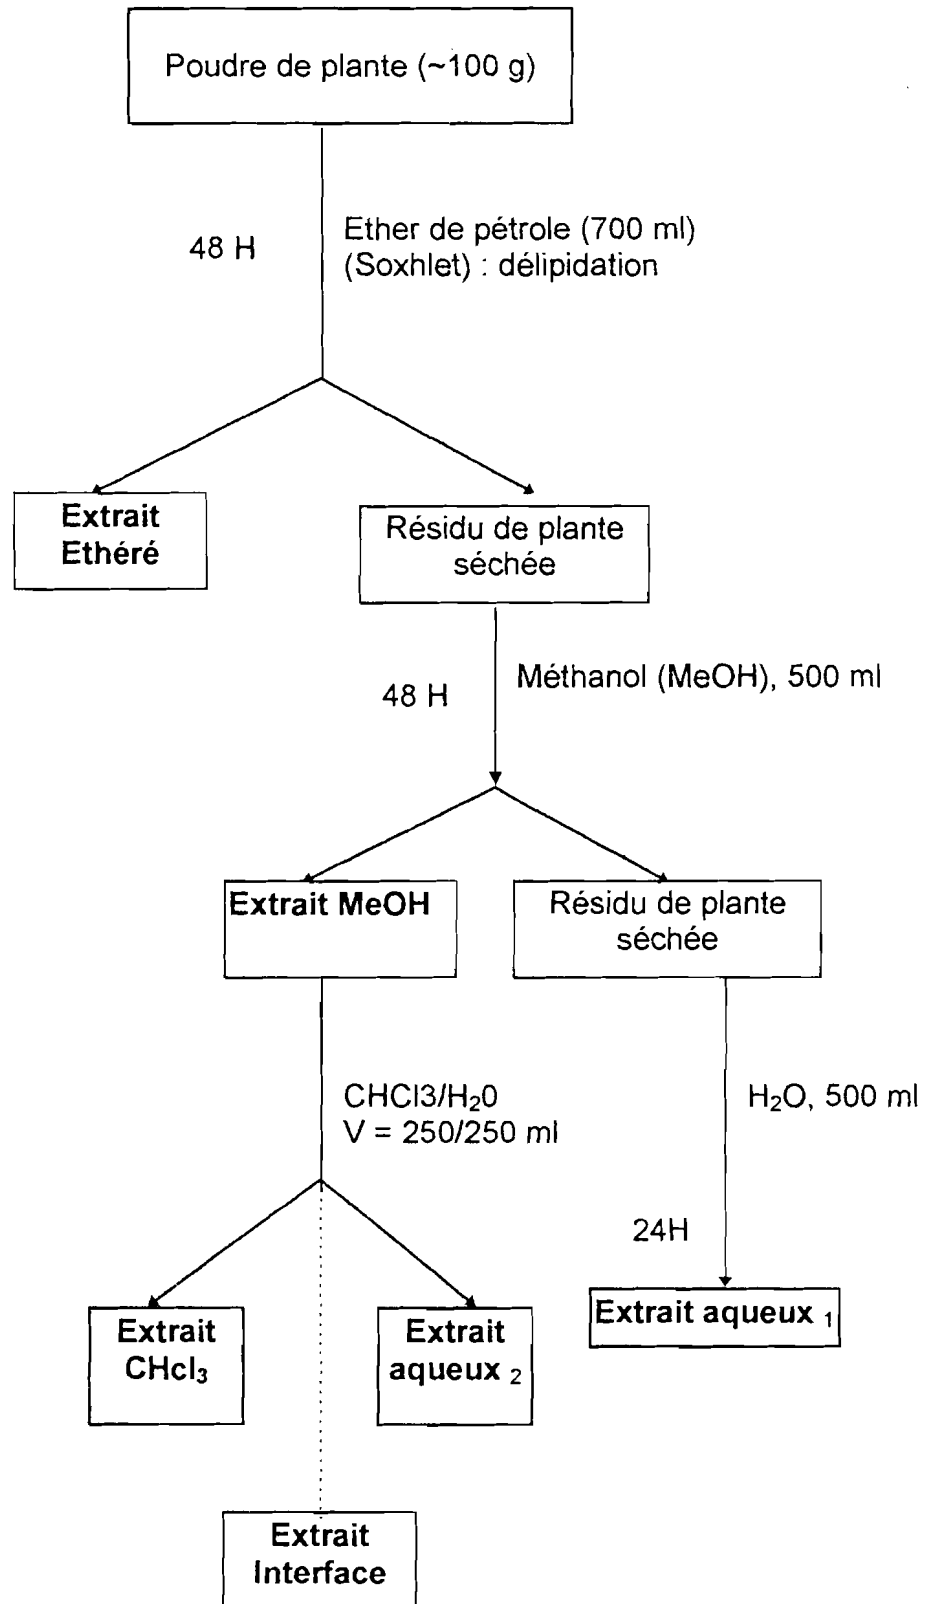 Poudre de plante (~100 g)
48 H
Ether de pétrole (700 ml)
(Soxhlet) : délipidation
Extrait
Ethéré
Résidu de plante
séchée
48 H
Méthanol (MeOH), 500 ml
Extrait MeOH
Résidu de plante
séchée
CHCl3/H₂0
V = 250/250 ml
H₂O, 500 ml
24H
Extrait
CHcl₃
Extrait
aqueux ₂
Extrait aqueux ₁
Extrait
Interface